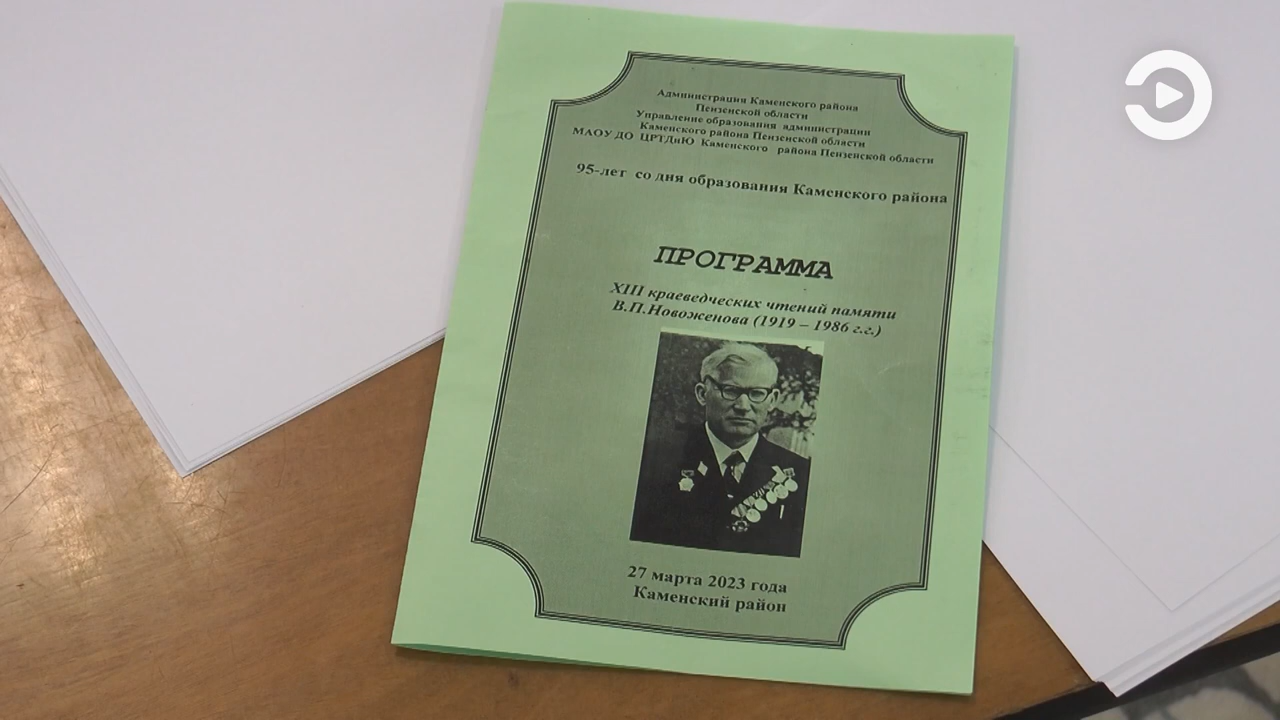 Администрация Каменского района
Пензенской области
Управление образования администрации
Каменского района Пензенской области
МАОУ ДО ЦРТДиЮ Каменского района Пензенской области
95-лет со дня образования Каменского района
ПРОГРАММА
XIII краеведческих чтений памяти
В.П.Новоженова (1919 – 1986 г.г.)
27 марта 2023 года
Каменский район